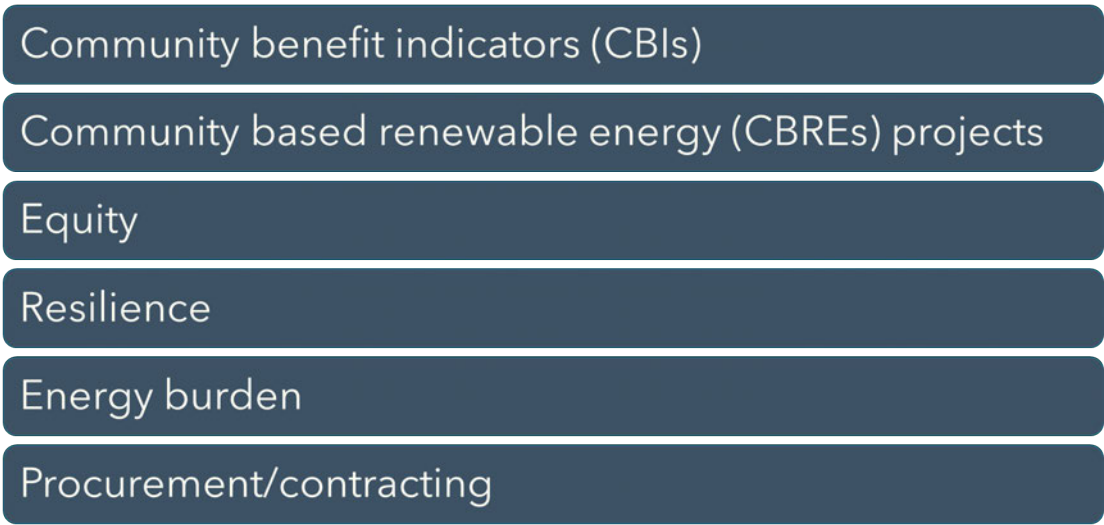 Community benefit indicators (CBIs)
Community based renewable energy (CBREs) projects
Equity
Resilience
Energy burden
Procurement/contracting